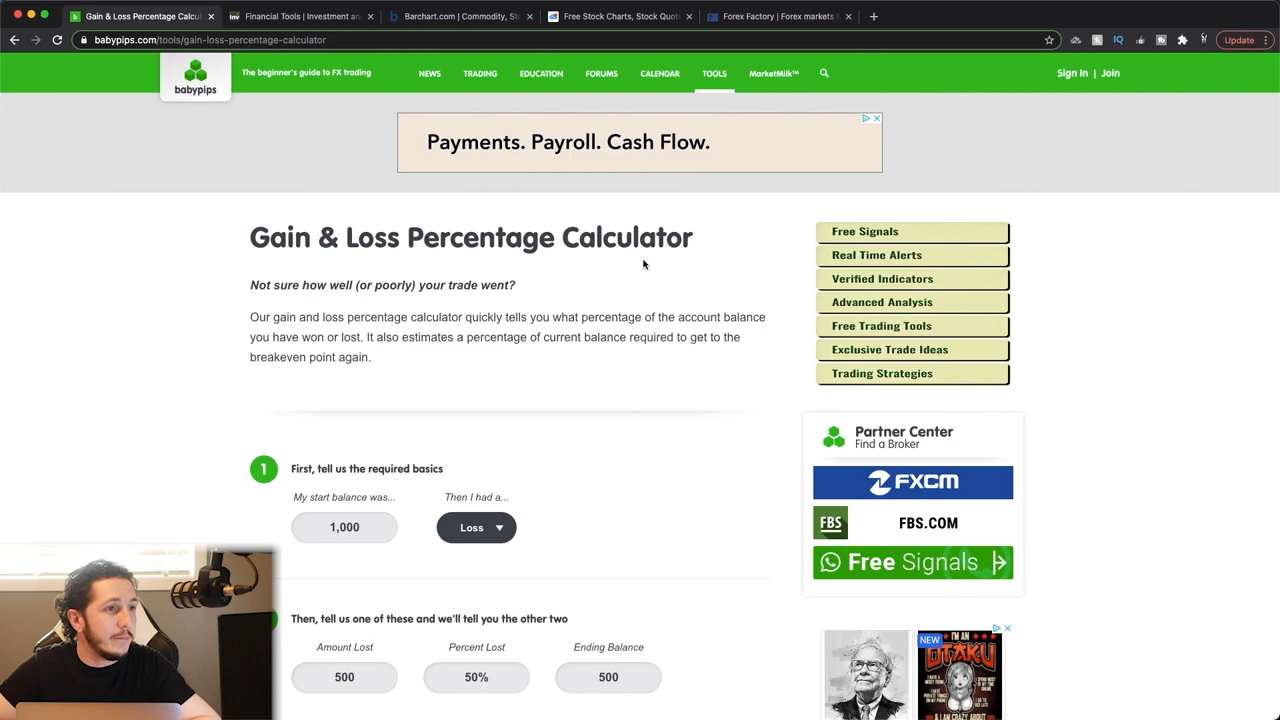 Gain & Loss Percentage Calcul
Financial Tools | Investment an
Barchart.com | Commodity, St
Free Stock Charts, Stock Quot
Forex Factory | Forex markets f
babypips.com/tools/gain-loss-percentage-calculator
Update
babypips
The beginner's guide to FX trading
NEWS
TRADING
EDUCATION
FORUMS
CALENDAR
TOOLS
MarketMilk™
Sign In | Join
Payments. Payroll. Cash Flow.
Gain & Loss Percentage Calculator
Not sure how well (or poorly) your trade went?
Our gain and loss percentage calculator quickly tells you what percentage of the account balance
you have won or lost. It also estimates a percentage of current balance required to get to the
breakeven point again.
Free Signals
Real Time Alerts
Verified Indicators
Advanced Analysis
Free Trading Tools
Exclusive Trade Ideas
Trading Strategies
Partner Center
Find a Broker
FXCM
FBS
FBS.COM
Free Signals
1
First, tell us the required basics
My start balance was...
Then I had a...
1,000
Loss
Then, tell us one of these and we'll tell you the other two
Amount Lost
Percent Lost
Ending Balance
500
50%
500
NEW
I'M AN
OTAKU
& I AM CRAZY ABOUT